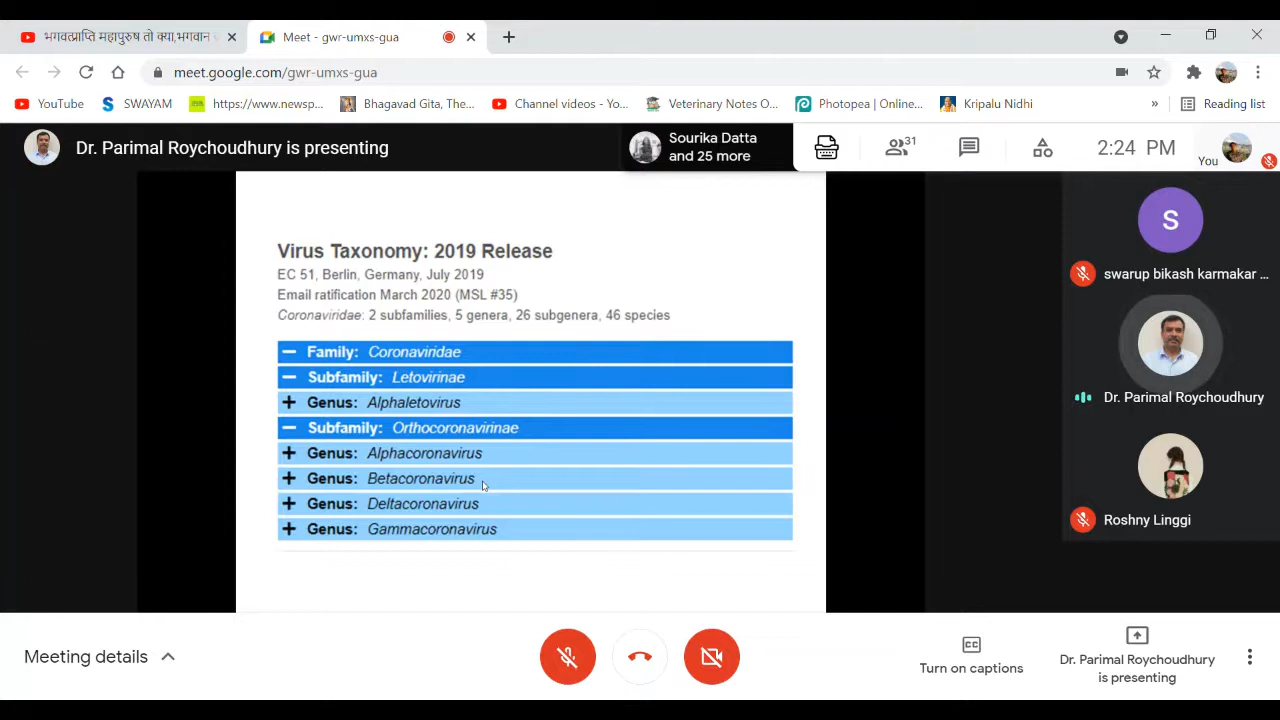 भगवत्प्राप्ति महापुरुष तो क्या,भगवान
Meet - gwr-umxs-gua
meet.google.com/gwr-umxs-gua
YouTube
SWAYAM
https://www.newsp...
Bhagavad Gita, The...
Channel videos - Yo...
Veterinary Notes O...
Photopea | Online...
Kripalu Nidhi
»
Reading list
Dr. Parimal Roychoudhury is presenting
Sourika Datta
and 25 more
31
2:24 PM
You
Virus Taxonomy: 2019 Release
EC 51, Berlin, Germany, July 2019
Email ratification March 2020 (MSL #35)
Coronaviridae: 2 subfamilies, 5 genera, 26 subgenera, 46 species
− Family: Coronaviridae
− Subfamily: Letovirinae
+ Genus: Alphaletovirus
− Subfamily: Orthocoronavirinae
+ Genus: Alphacoronavirus
+ Genus: Betacoronavirus
+ Genus: Deltacoronavirus
+ Genus: Gammacoronavirus
S
swarup bikash karmakar ...
Dr. Parimal Roychoudhury
Roshny Linggi
Meeting details
CC
Turn on captions
Dr. Parimal Roychoudhury
is presenting